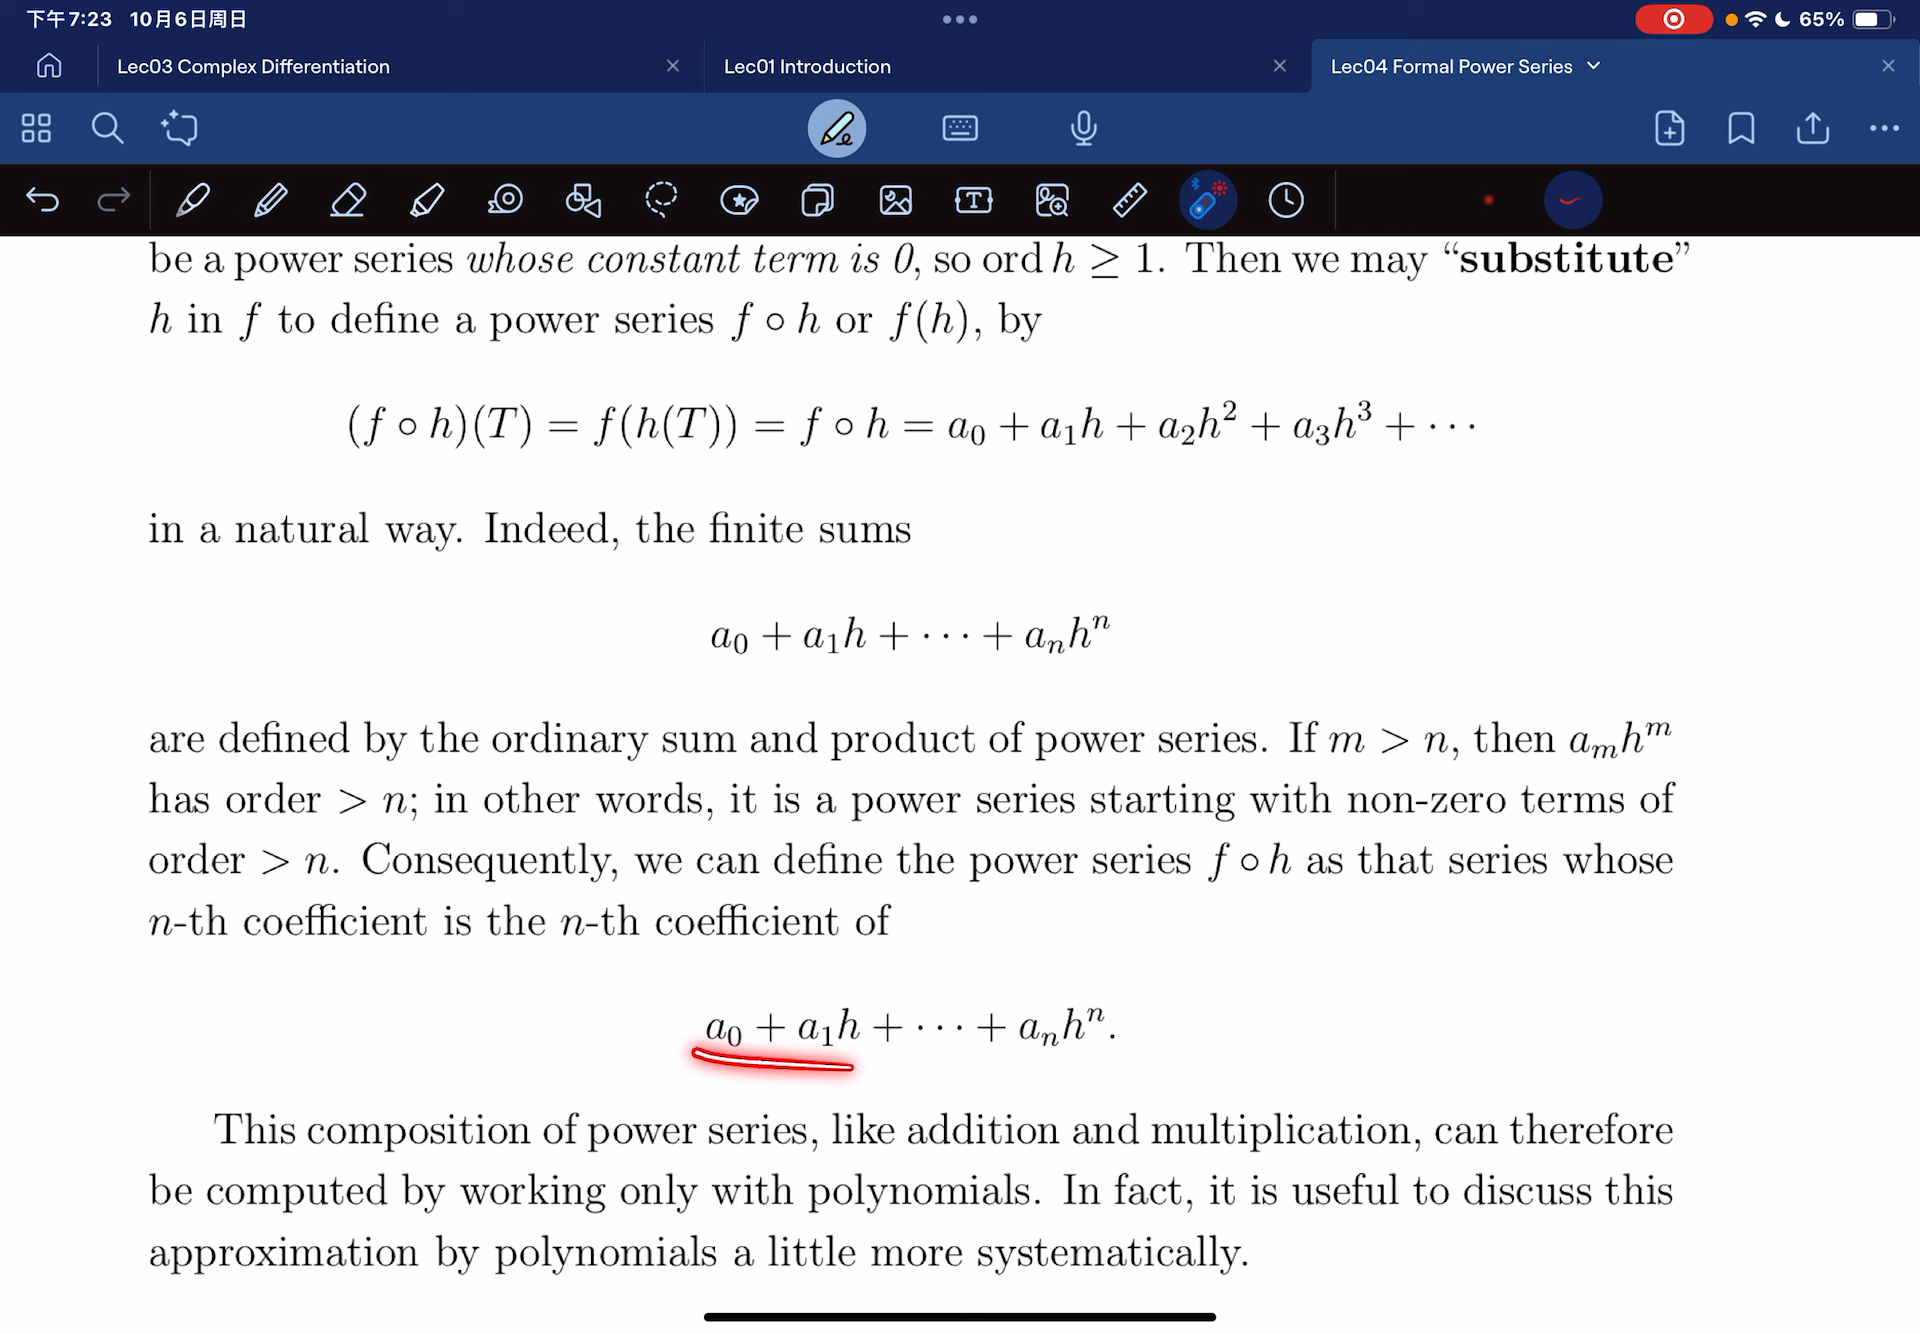 下午7:23 10月6日周日
65%
Lec03 Complex Differentiation
Lec01 Introduction
Lec04 Formal Power Series
be a power series whose constant term is 0, so ord h ≥ 1. Then we may “substitute”
h in f to define a power series f ∘ h or f(h), by
(f ∘ h)(T) = f(h(T)) = f ∘ h = a₀ + a₁h + a₂h² + a₃h³ + ⋯
in a natural way. Indeed, the finite sums
a₀ + a₁h + ⋯ + aₙhⁿ
are defined by the ordinary sum and product of power series. If m > n, then aₘhᵐ
has order > n; in other words, it is a power series starting with non-zero terms of
order > n. Consequently, we can define the power series f ∘ h as that series whose
n-th coefficient is the n-th coefficient of
a₀ + a₁h + ⋯ + aₙhⁿ.
This composition of power series, like addition and multiplication, can therefore
be computed by working only with polynomials. In fact, it is useful to discuss this
approximation by polynomials a little more systematically.